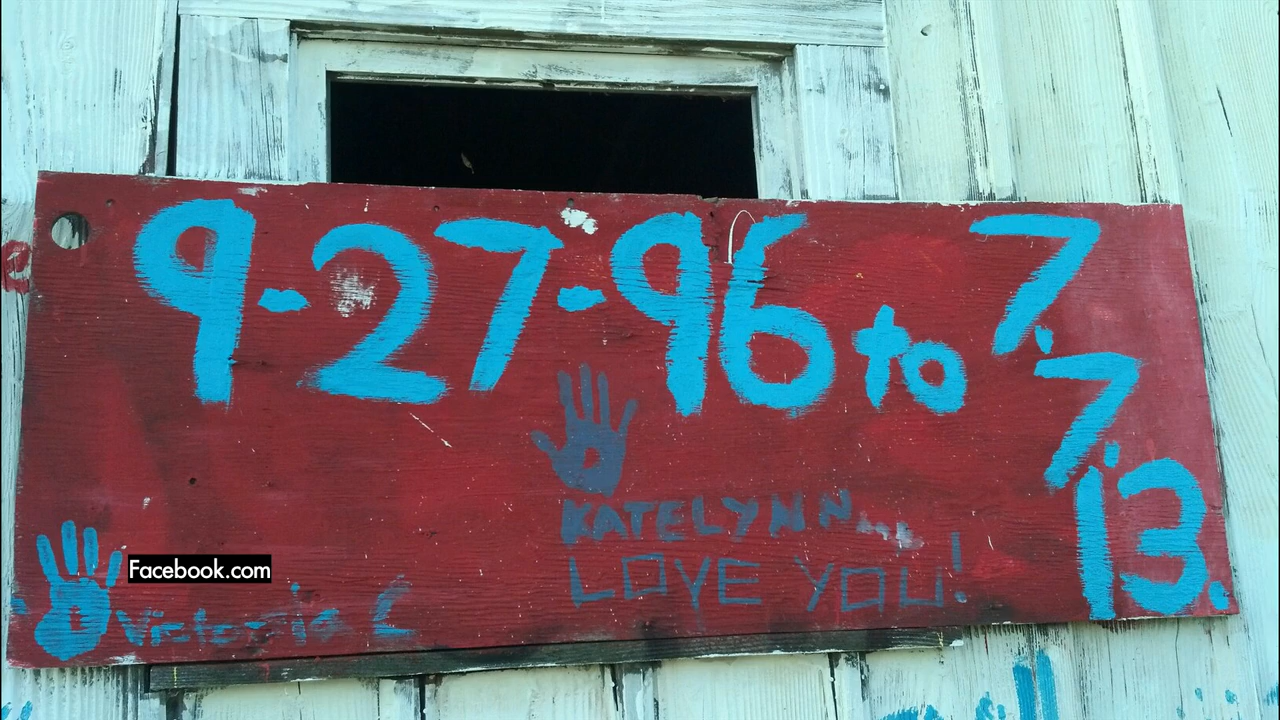 9-27-96 to 7.
7.
13.
KATELYNN
LOVE YOU!
Facebook.com
Victoria C